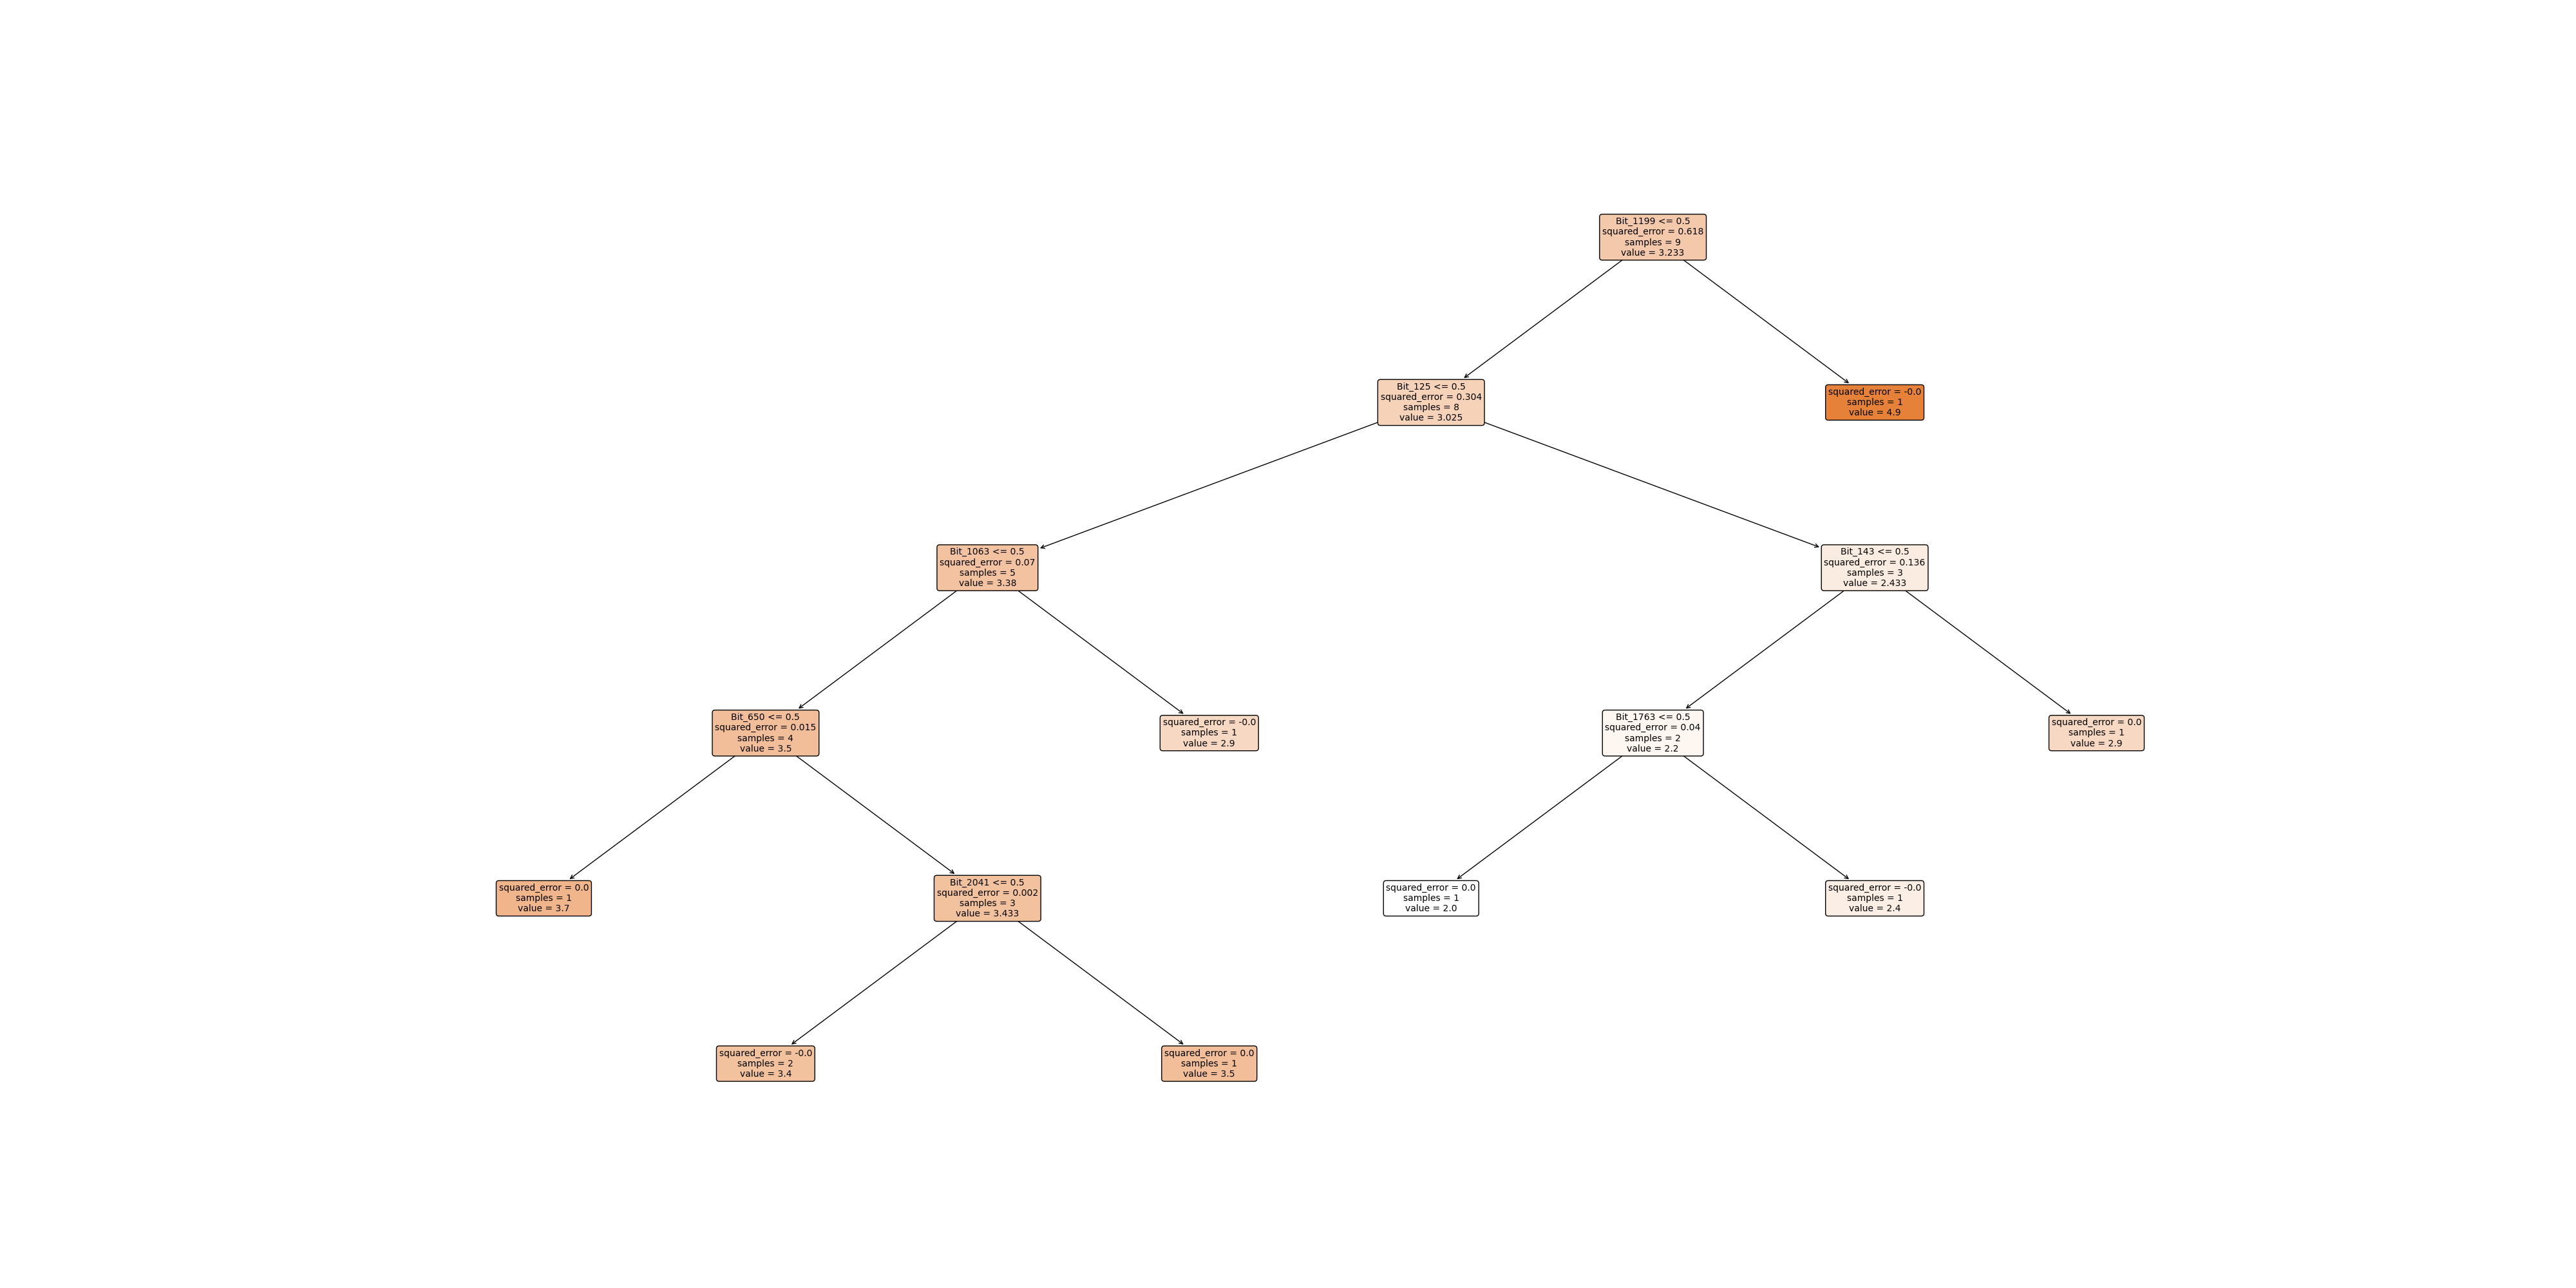 Bit_1199 <= 0.5
squared_error = 0.618
samples = 9
value = 3.233
Bit_125 <= 0.5
squared_error = 0.304
samples = 8
value = 3.025
squared_error = -0.0
samples = 1
value = 4.9
Bit_1063 <= 0.5
squared_error = 0.07
samples = 5
value = 3.38
Bit_143 <= 0.5
squared_error = 0.136
samples = 3
value = 2.433
Bit_650 <= 0.5
squared_error = 0.015
samples = 4
value = 3.5
squared_error = -0.0
samples = 1
value = 2.9
Bit_1763 <= 0.5
squared_error = 0.04
samples = 2
value = 2.2
squared_error = 0.0
samples = 1
value = 2.9
squared_error = 0.0
samples = 1
value = 3.7
Bit_2041 <= 0.5
squared_error = 0.002
samples = 3
value = 3.433
squared_error = 0.0
samples = 1
value = 2.0
squared_error = -0.0
samples = 1
value = 2.4
squared_error = -0.0
samples = 2
value = 3.4
squared_error = 0.0
samples = 1
value = 3.5